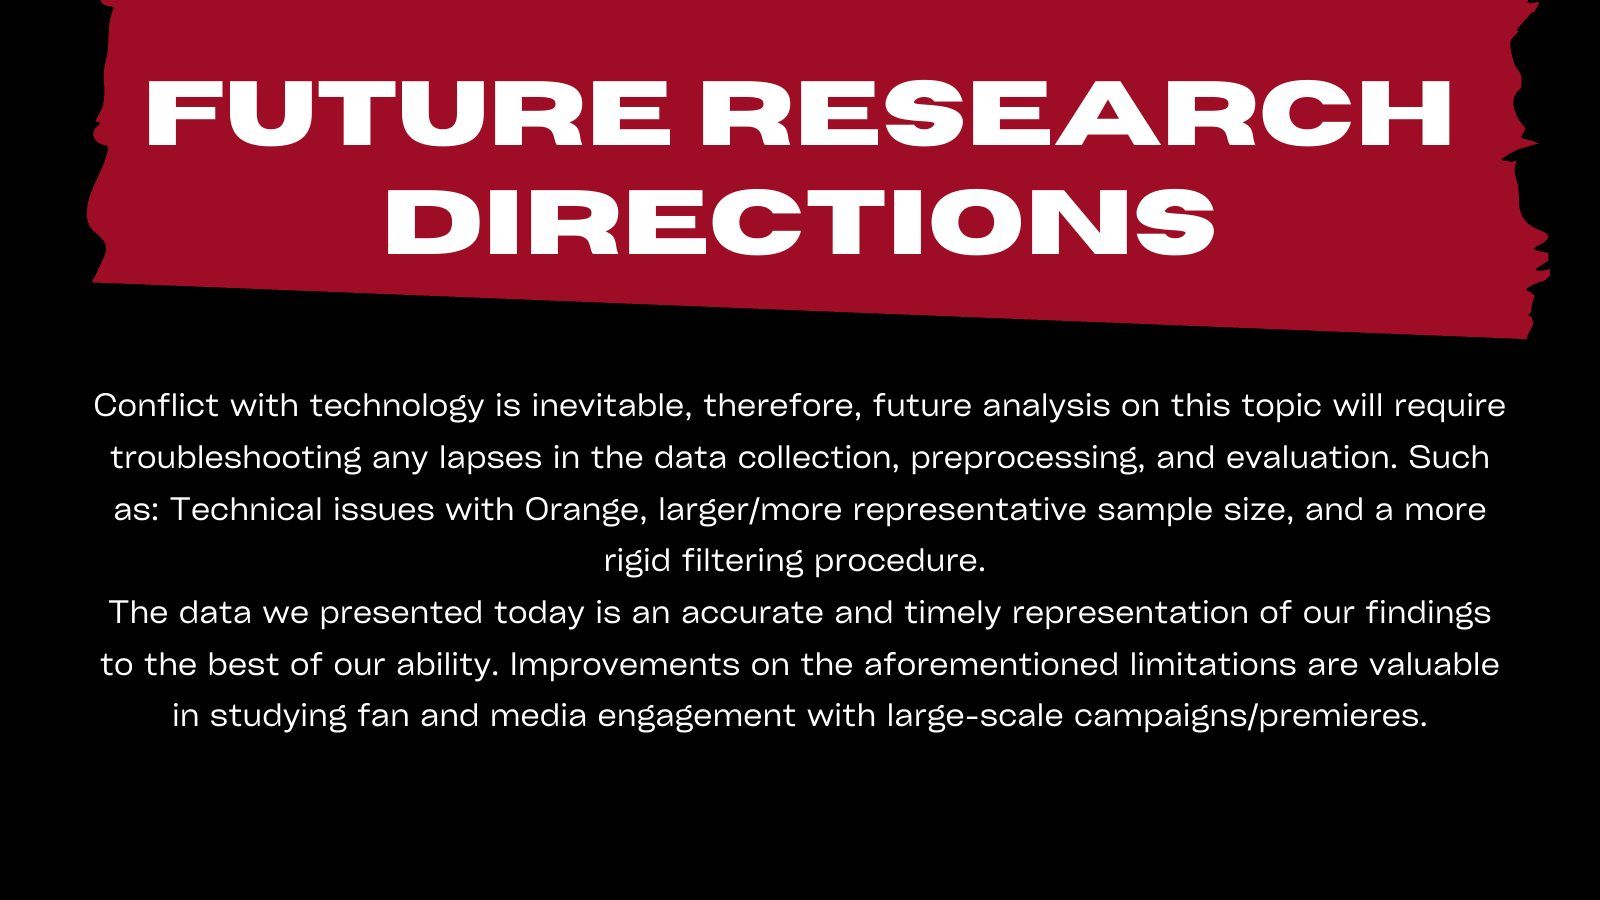 FUTURE RESEARCH
DIRECTIONS
Conflict with technology is inevitable, therefore, future analysis on this topic will require
troubleshooting any lapses in the data collection, preprocessing, and evaluation. Such
as: Technical issues with Orange, larger/more representative sample size, and a more
rigid filtering procedure.
The data we presented today is an accurate and timely representation of our findings
to the best of our ability. Improvements on the aforementioned limitations are valuable
in studying fan and media engagement with large-scale campaigns/premieres.